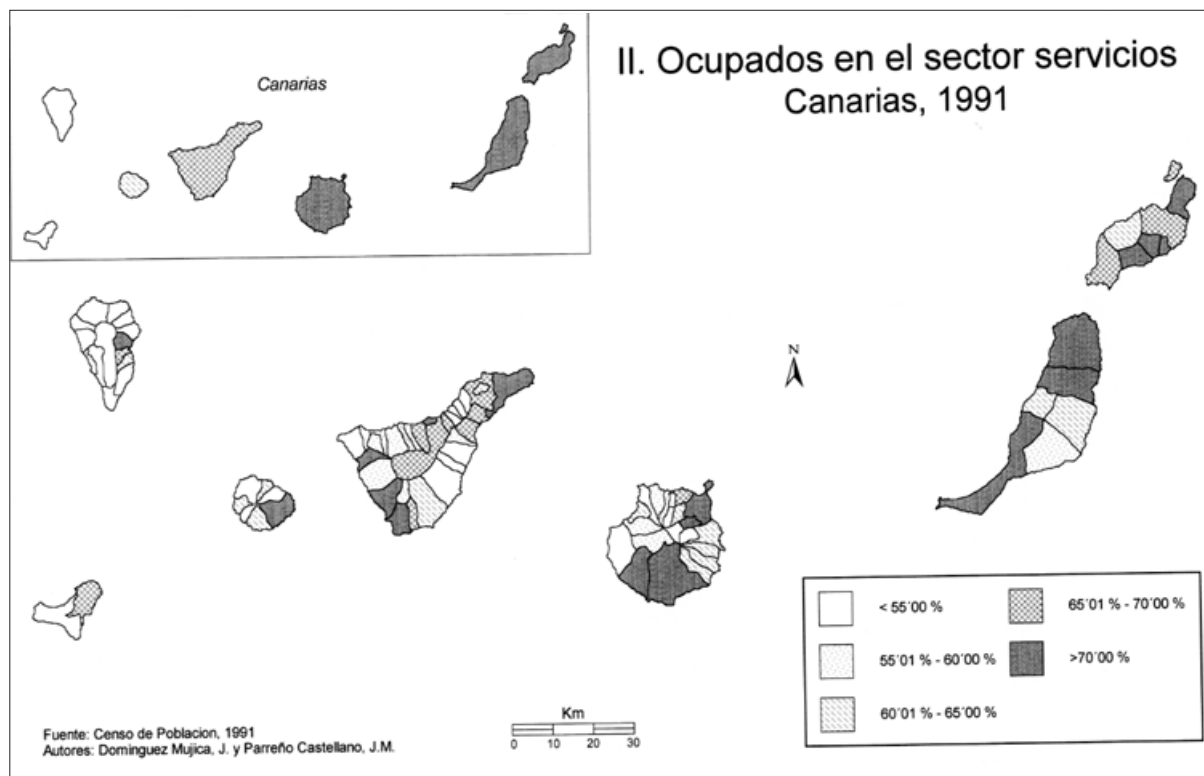 II. Ocupados en el sector servicios
Canarias, 1991
Canarias
N
< 55´00 %
55´01 % - 60´00 %
60´01 % - 65´00 %
65´01 % - 70´00 %
>70´00 %
Km
0 10 20 30
Fuente: Censo de Poblacion, 1991
Autores: Dominguez Mujica, J. y Parreño Castellano, J.M.